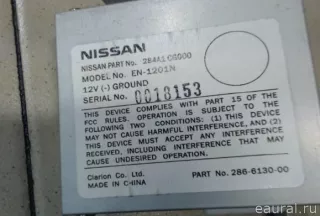 NISSAN
NISSAN PART No. 284A1 C0000
MODEL No. EN-1201N
12V (-) GROUND
SERIAL No. 0018153
THIS DEVICE COMPLIES WITH PART 15 OF THE
FCC RULES. OPERATION IS SUBJECT TO THE
FOLLOWING TWO CONDITIONS: (1) THIS DEVICE
MAY NOT CAUSE HARMFUL INTERFERENCE, AND
(2) THIS DEVICE MUST ACCEPT ANY INTERFERENCE
RECEIVED, INCLUDING INTERFERENCE THAT MAY
CAUSE UNDESIRED OPERATION.
Clarion Co. Ltd. PART No. 286-6130-00
MADE IN CHINA
eaural.ru